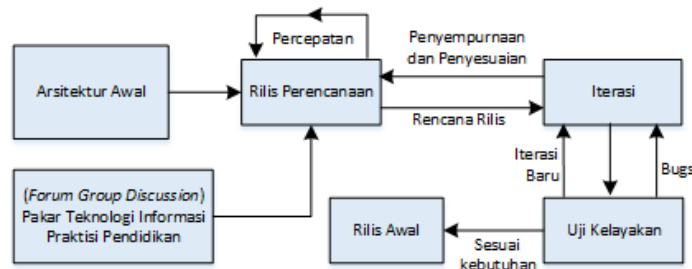 Percepatan
Penyempurnaan
dan Penyesuaian
Arsitektur Awal
Rilis Perencanaan
Iterasi
Rencana Rilis
Iterasi
Baru
Bugs
(Forum Group Discussion)
Pakar Teknologi Informasi
Praktisi Pendidikan
Rilis Awal
Sesuai
kebutuhan
Uji Kelayakan